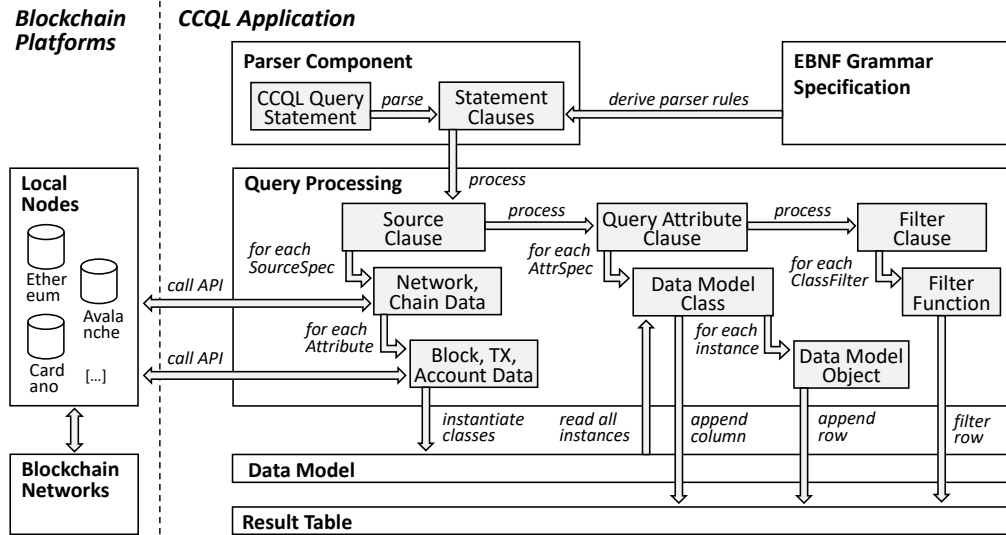 Blockchain
Platforms
CCQL Application
Parser Component
CCQL Query
Statement
parse
Statement
Clauses
derive parser rules
EBNF Grammar
Specification
process
Local
Nodes
Ether
eum
Avala
nche
Card
ano
[...]
Blockchain
Networks
call API
call API
Query Processing
Source
Clause
process
Query Attribute
Clause
process
Filter
Clause
for each
SourceSpec
Network,
Chain Data
for each
Attribute
Block, TX,
Account Data
for each
AttrSpec
Data Model
Class
for each
instance
Data Model
Object
for each
ClassFilter
Filter
Function
instantiate
classes
read all
instances
append
column
append
row
filter
row
Data Model
Result Table